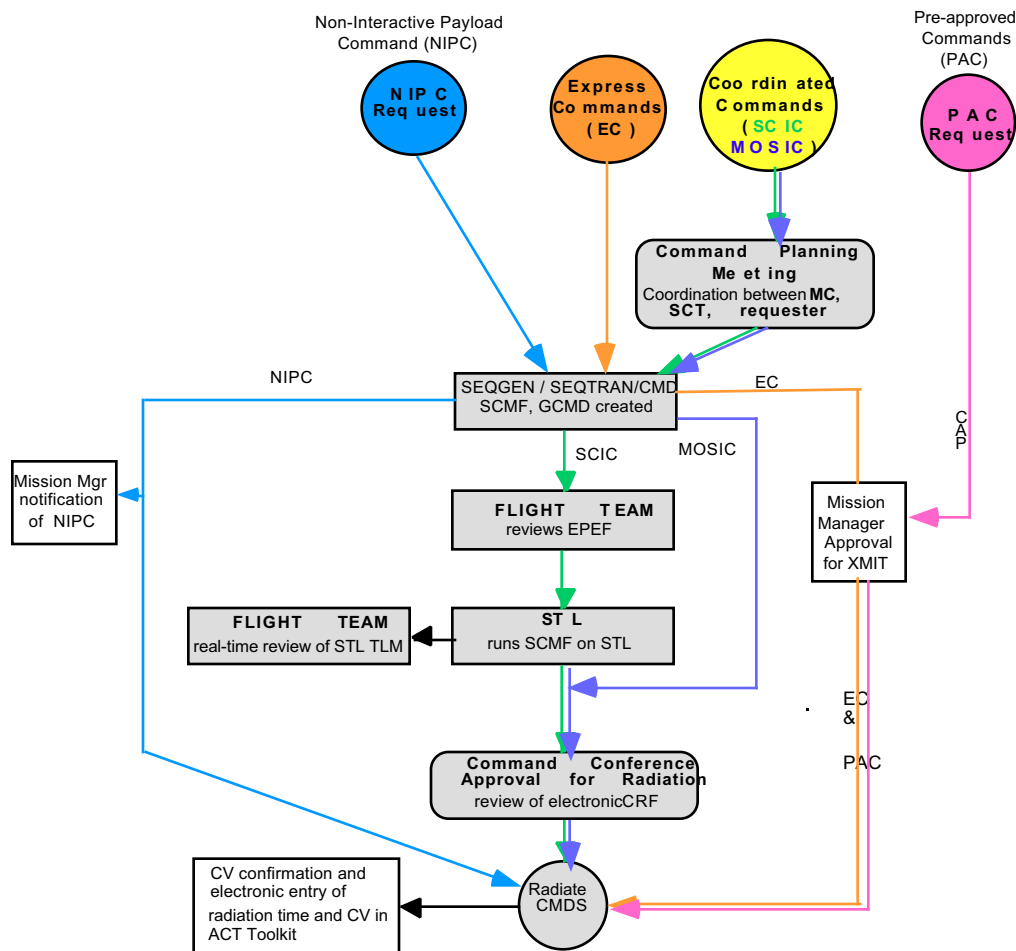 Non-Interactive Payload
Command (NIPC)
Pre-approved
Commands
(PAC)
NIPC
Request
Express
Commands
(EC)
Coordinated
Commands
(SCIC
MOSIC)
PAC
Request
Command Planning
Meeting
Coordination between MC,
SCT, requester
NIPC
SEQGEN / SEQTRAN/CMD
SCMF, GCMD created
EC
CAP
SCIC
MOSIC
Mission Mgr
notification
of NIPC
FLIGHT TEAM
reviews EPEF
Mission
Manager
Approval
for XMIT
FLIGHT TEAM
real-time review of STL TLM
STL
runs SCMF on STL
EC
&
PAC
Command Conference
Approval for Radiation
review of electronicCRF
CV confirmation and
electronic entry of
radiation time and CV in
ACT Toolkit
Radiate
CMDS